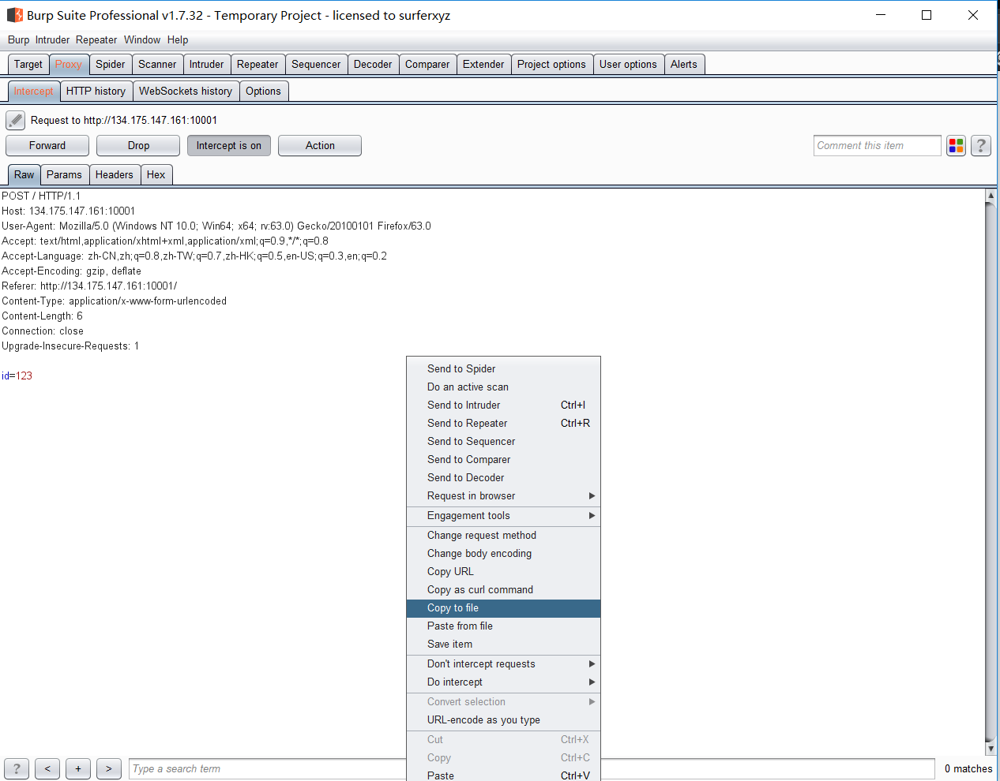 Burp Suite Professional v1.7.32 - Temporary Project - licensed to surferxyz
Burp Intruder Repeater Window Help
Target Proxy Spider Scanner Intruder Repeater Sequencer Decoder Comparer Extender Project options User options Alerts
Intercept HTTP history WebSockets history Options
Request to http://134.175.147.161:10001
Forward Drop Intercept is on Action Comment this item ?
Raw Params Headers Hex
POST / HTTP/1.1
Host: 134.175.147.161:10001
User-Agent: Mozilla/5.0 (Windows NT 10.0; Win64; x64; rv:63.0) Gecko/20100101 Firefox/63.0
Accept: text/html,application/xhtml+xml,application/xml;q=0.9,*/*;q=0.8
Accept-Language: zh-CN,zh;q=0.8,zh-TW;q=0.7,zh-HK;q=0.5,en-US;q=0.3,en;q=0.2
Accept-Encoding: gzip, deflate
Referer: http://134.175.147.161:10001/
Content-Type: application/x-www-form-urlencoded
Content-Length: 6
Connection: close
Upgrade-Insecure-Requests: 1
id=123
Send to Spider
Do an active scan
Send to Intruder Ctrl+I
Send to Repeater Ctrl+R
Send to Sequencer
Send to Comparer
Send to Decoder
Request in browser
Engagement tools
Change request method
Change body encoding
Copy URL
Copy as curl command
Copy to file
Paste from file
Save item
Don't intercept requests
Do intercept
Convert selection
URL-encode as you type
Cut Ctrl+X
Copy Ctrl+C
Paste Ctrl+V
? < + > Type a search term 0 matches